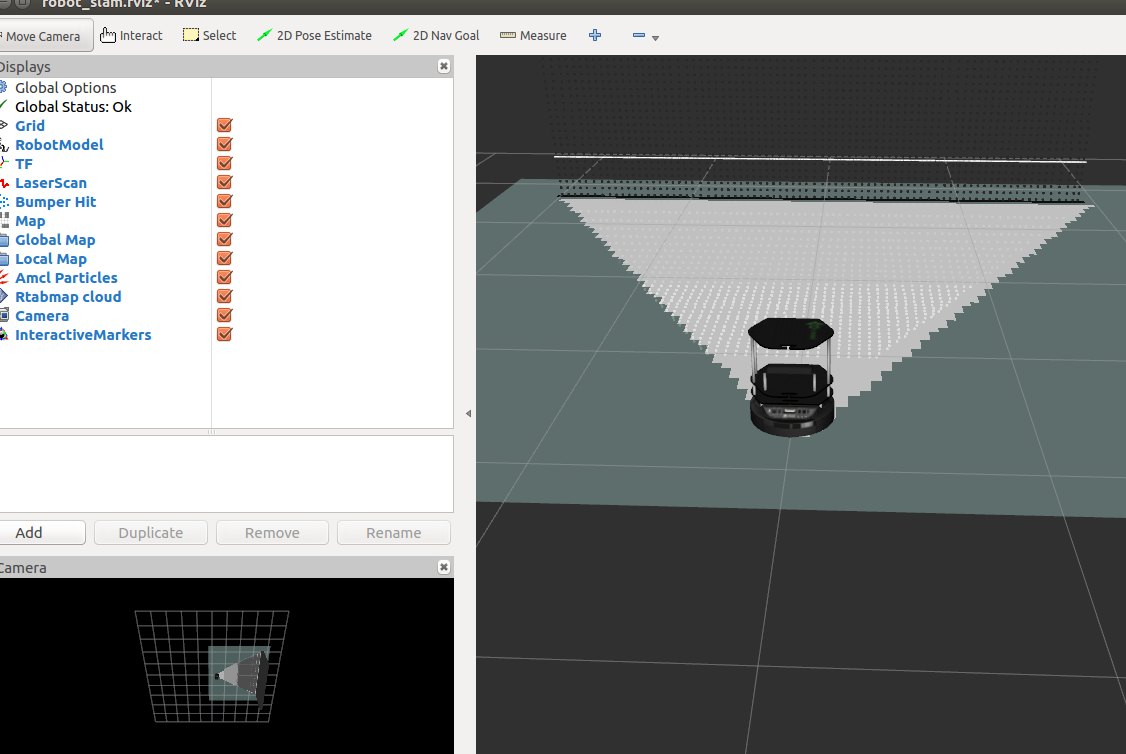 robot_slam.rviz* - RViz
Move Camera Interact Select 2D Pose Estimate 2D Nav Goal Measure
Displays
Global Options
Global Status: Ok
Grid
RobotModel
TF
LaserScan
Bumper Hit
Map
Global Map
Local Map
Amcl Particles
Rtabmap cloud
Camera
InteractiveMarkers
Add Duplicate Remove Rename
Camera